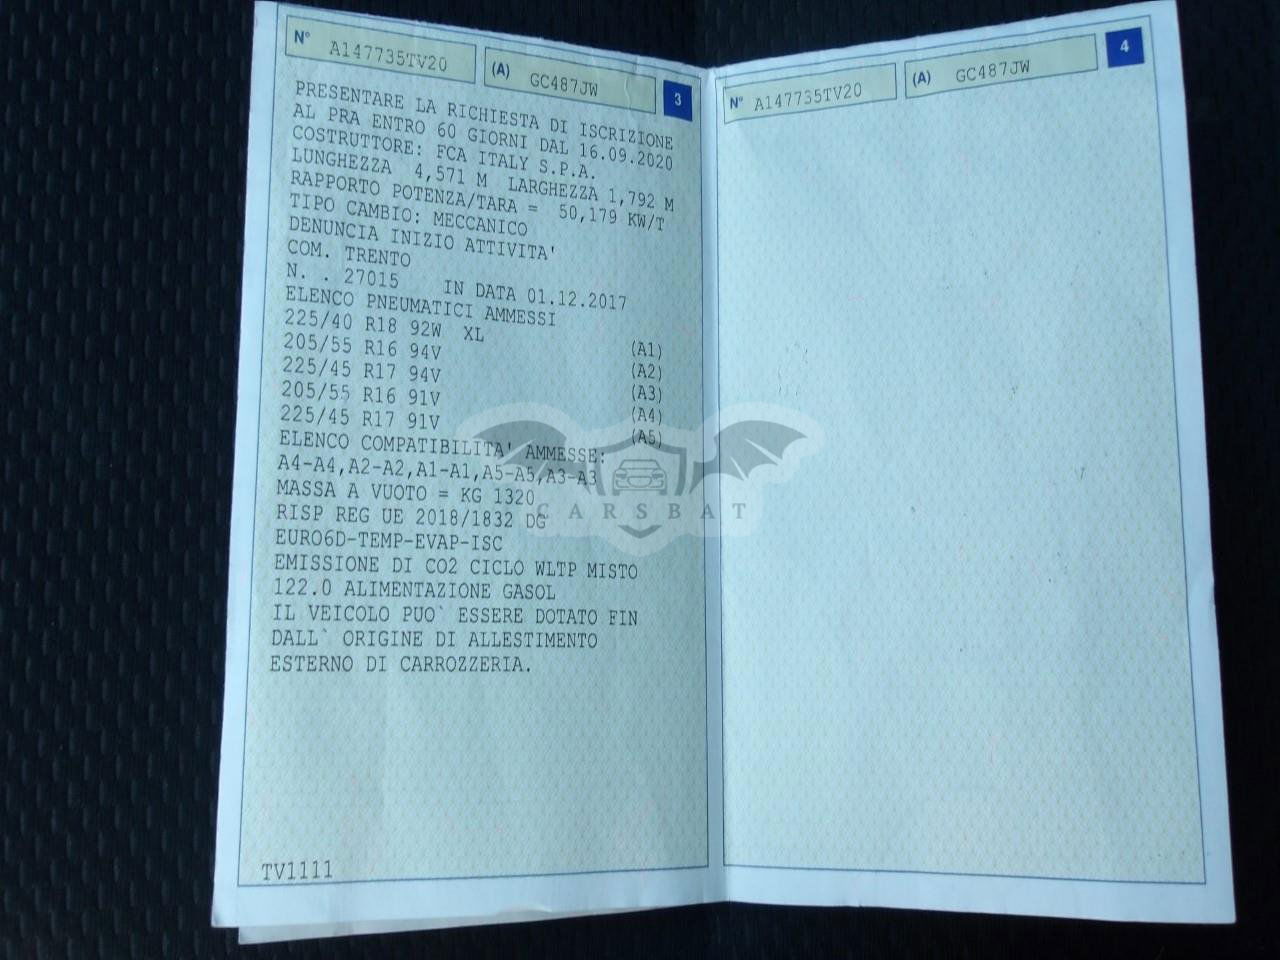 N° A147735TV20 (A) GC487JW 3
PRESENTARE LA RICHIESTA DI ISCRIZIONE
AL PRA ENTRO 60 GIORNI DAL 16.09.2020
COSTRUTTORE: FCA ITALY S.P.A.
LUNGHEZZA 4,571 M LARGHEZZA 1,792 M
RAPPORTO POTENZA/TARA = 50,179 KW/T
TIPO CAMBIO: MECCANICO
DENUNCIA INIZIO ATTIVITA'
COM. TRENTO
N. . 27015 IN DATA 01.12.2017
ELENCO PNEUMATICI AMMESSI
225/40 R18 92W XL (A1)
205/55 R16 94V (A2)
225/45 R17 94V (A3)
205/55 R16 91V (A4)
225/45 R17 91V (A5)
ELENCO COMPATIBILITA' AMMESSE:
A4-A4,A2-A2,A1-A1,A5-A5,A3-A3
MASSA A VUOTO = KG 1320
RISP REG UE 2018/1832 DG
EURO6D-TEMP-EVAP-ISC
EMISSIONE DI CO2 CICLO WLTP MISTO
122.0 ALIMENTAZIONE GASOL
IL VEICOLO PUO` ESSERE DOTATO FIN
DALL` ORIGINE DI ALLESTIMENTO
ESTERNO DI CARROZZERIA.
TV1111
N° A147735TV20 (A) GC487JW 4
CARSBAT